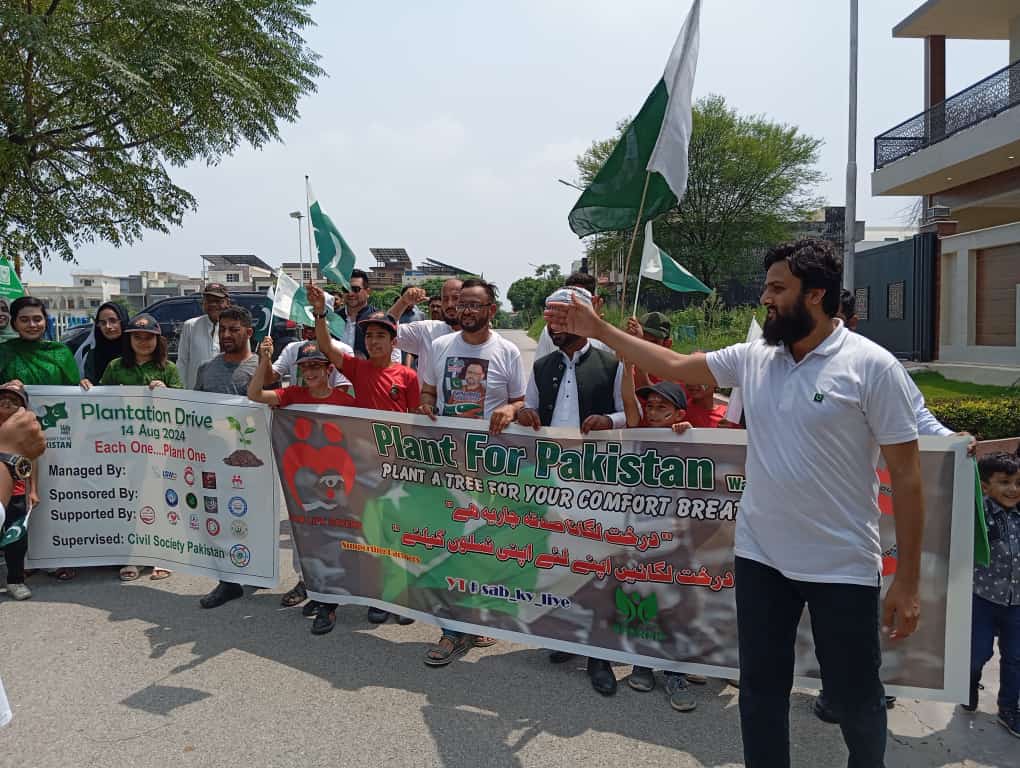 Plantation Drive
14 Aug 2024
Each One....Plant One
PAKISTAN
Managed By:
Sponsored By:
Supported By:
Supervised: Civil Society Pakistan
Plant For Pakistan
PLANT A TREE FOR YOUR COMFORT BREAT
"درخت لگانا صدقہ جاریہ ہے"
درخت لگائیں اپنے لئے اپنی نسلوں کیلئے"
YT @ sab_ky_liye